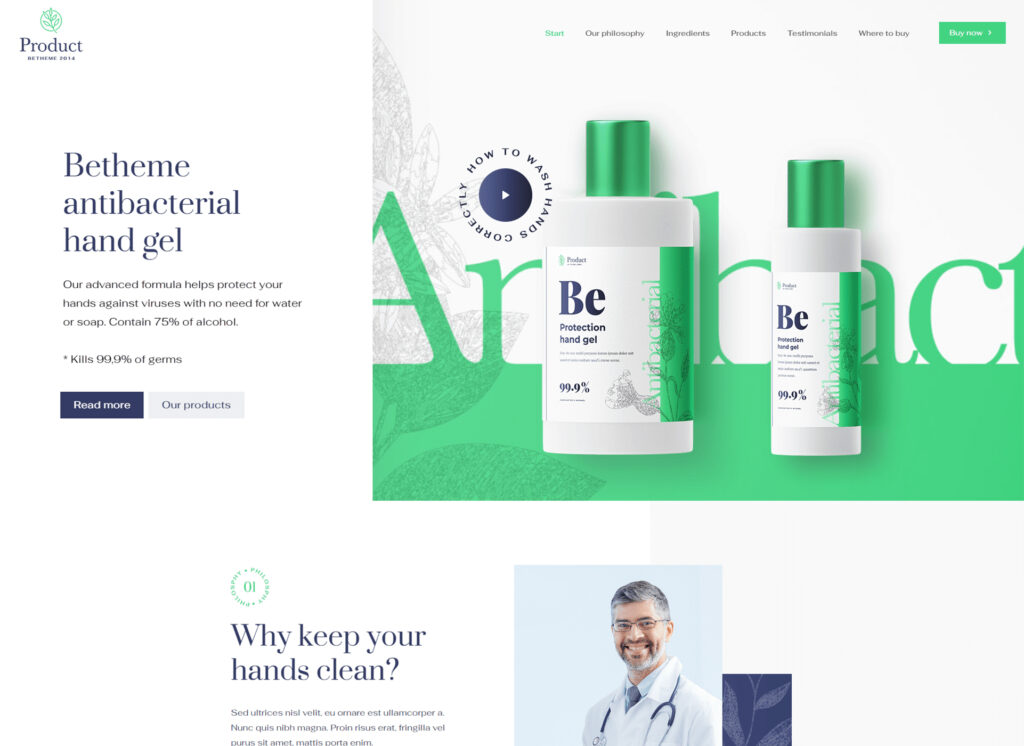 Product
BETHEME 2014
Start
Our philosophy
Ingredients
Products
Testimonials
Where to buy
Buy now
Betheme
antibacterial
hand gel
Our advanced formula helps protect your
hands against viruses with no need for water
or soap. Contain 75% of alcohol.
* Kills 99,9% of germs
Read more
Our products
HOW TO WASH HANDS CORRECTLY
Antibact
Product
Be
Protection
hand gel
99.9%
Antibacterial
Product
Be
Protection
hand gel
99.9%
Antibacterial
PHILOSPHY • PHILOSPHY •
01
Why keep your
hands clean?
Sed ultrices nisl velit, eu ornare est ullamcorper a.
Nunc quis nibh magna. Proin risus erat, fringilla vel
purus sit amet, mattis porta enim.